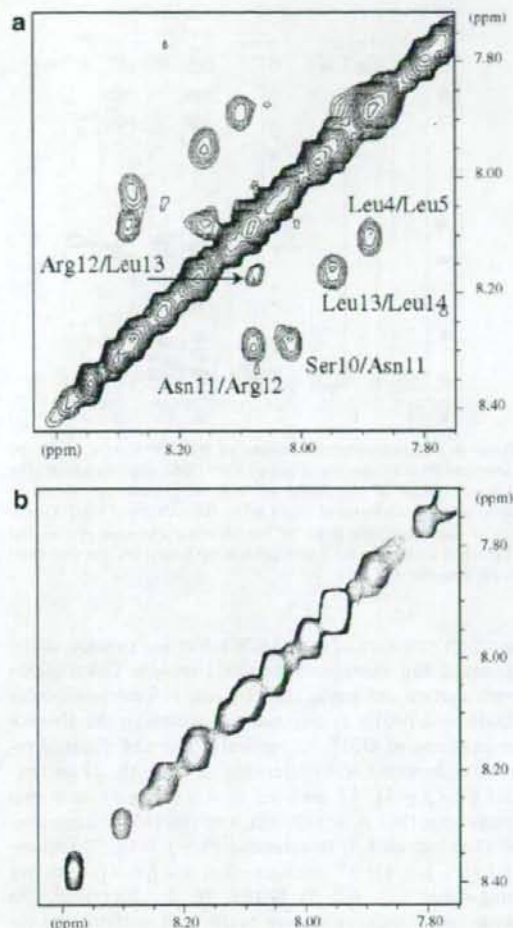 a
(ppm)
7.80
8.00
8.20
8.40
Leu4/Leu5
Arg12/Leu13
Leu13/Leu14
Ser10/Asn11
Asn11/Arg12
(ppm)
8.20
8.00
7.80
b
(ppm)
7.80
8.00
8.20
8.40
(ppm)
8.20
8.00
7.80